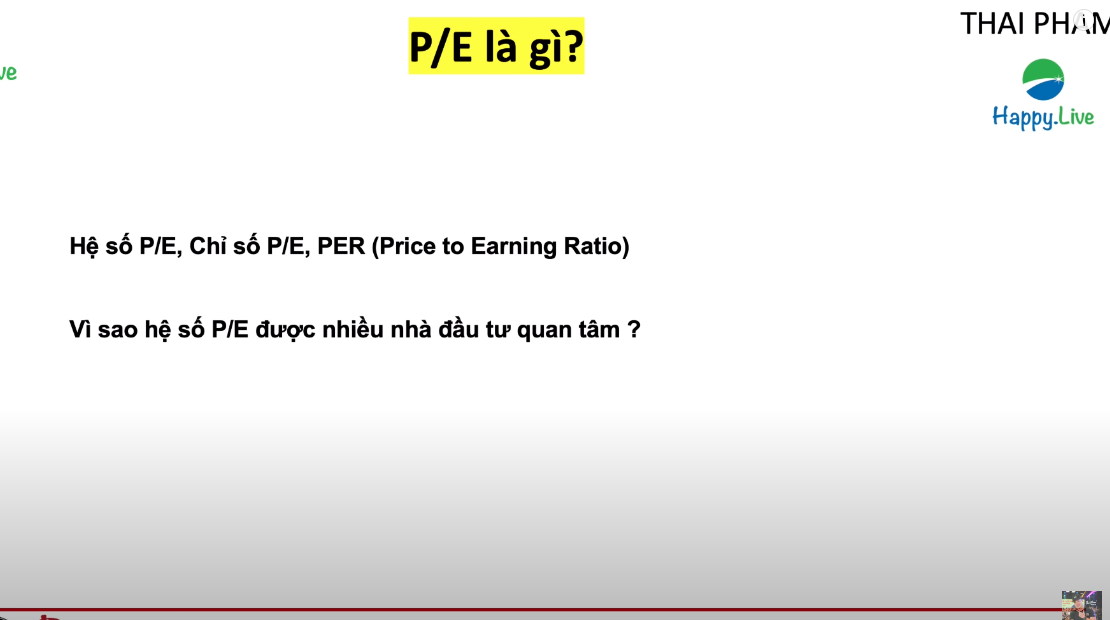 P/E là gì?
THAI PHAM
ve
Happy.Live
Hệ số P/E, Chỉ số P/E, PER (Price to Earning Ratio)
Vì sao hệ số P/E được nhiều nhà đầu tư quan tâm ?